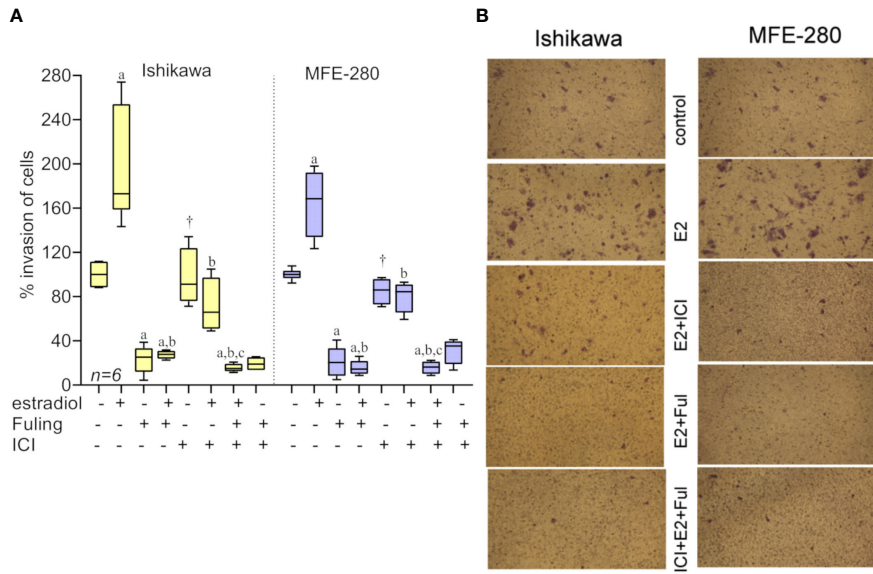 A
B
Ishikawa
MFE-280
280
240
200
160
120
80
40
0
% invasion of cells
a
a
a,b
†
b
a,b,c
a
a
a,b
†
b
a,b,c
n=6
estradiol - + - + - + + - - + - + - + + -
Fuling - - + + - - + + - - + + - - + +
ICI - - - - + + + + - - - - + + + +
Ishikawa
MFE-280
control
E2
E2+ICI
E2+Ful
ICI+E2+Ful